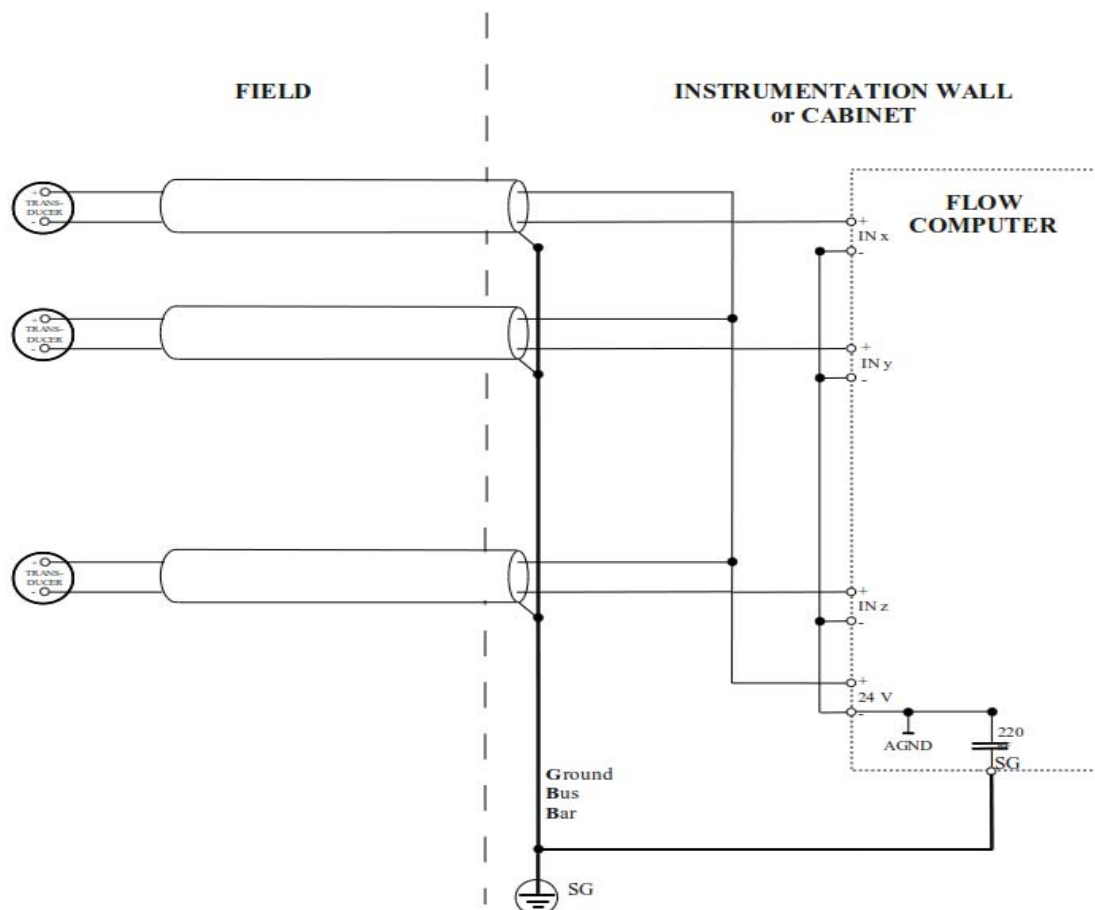 FIELD
INSTRUMENTATION WALL
or CABINET
FLOW
COMPUTER
+
TRANS-
DUCER
-
+
IN x
-
+
TRANS-
DUCER
-
+
IN y
-
+
TRANS-
DUCER
-
+
IN z
-
+
24 V
-
AGND
220
SG
Ground
Bus
Bar
SG